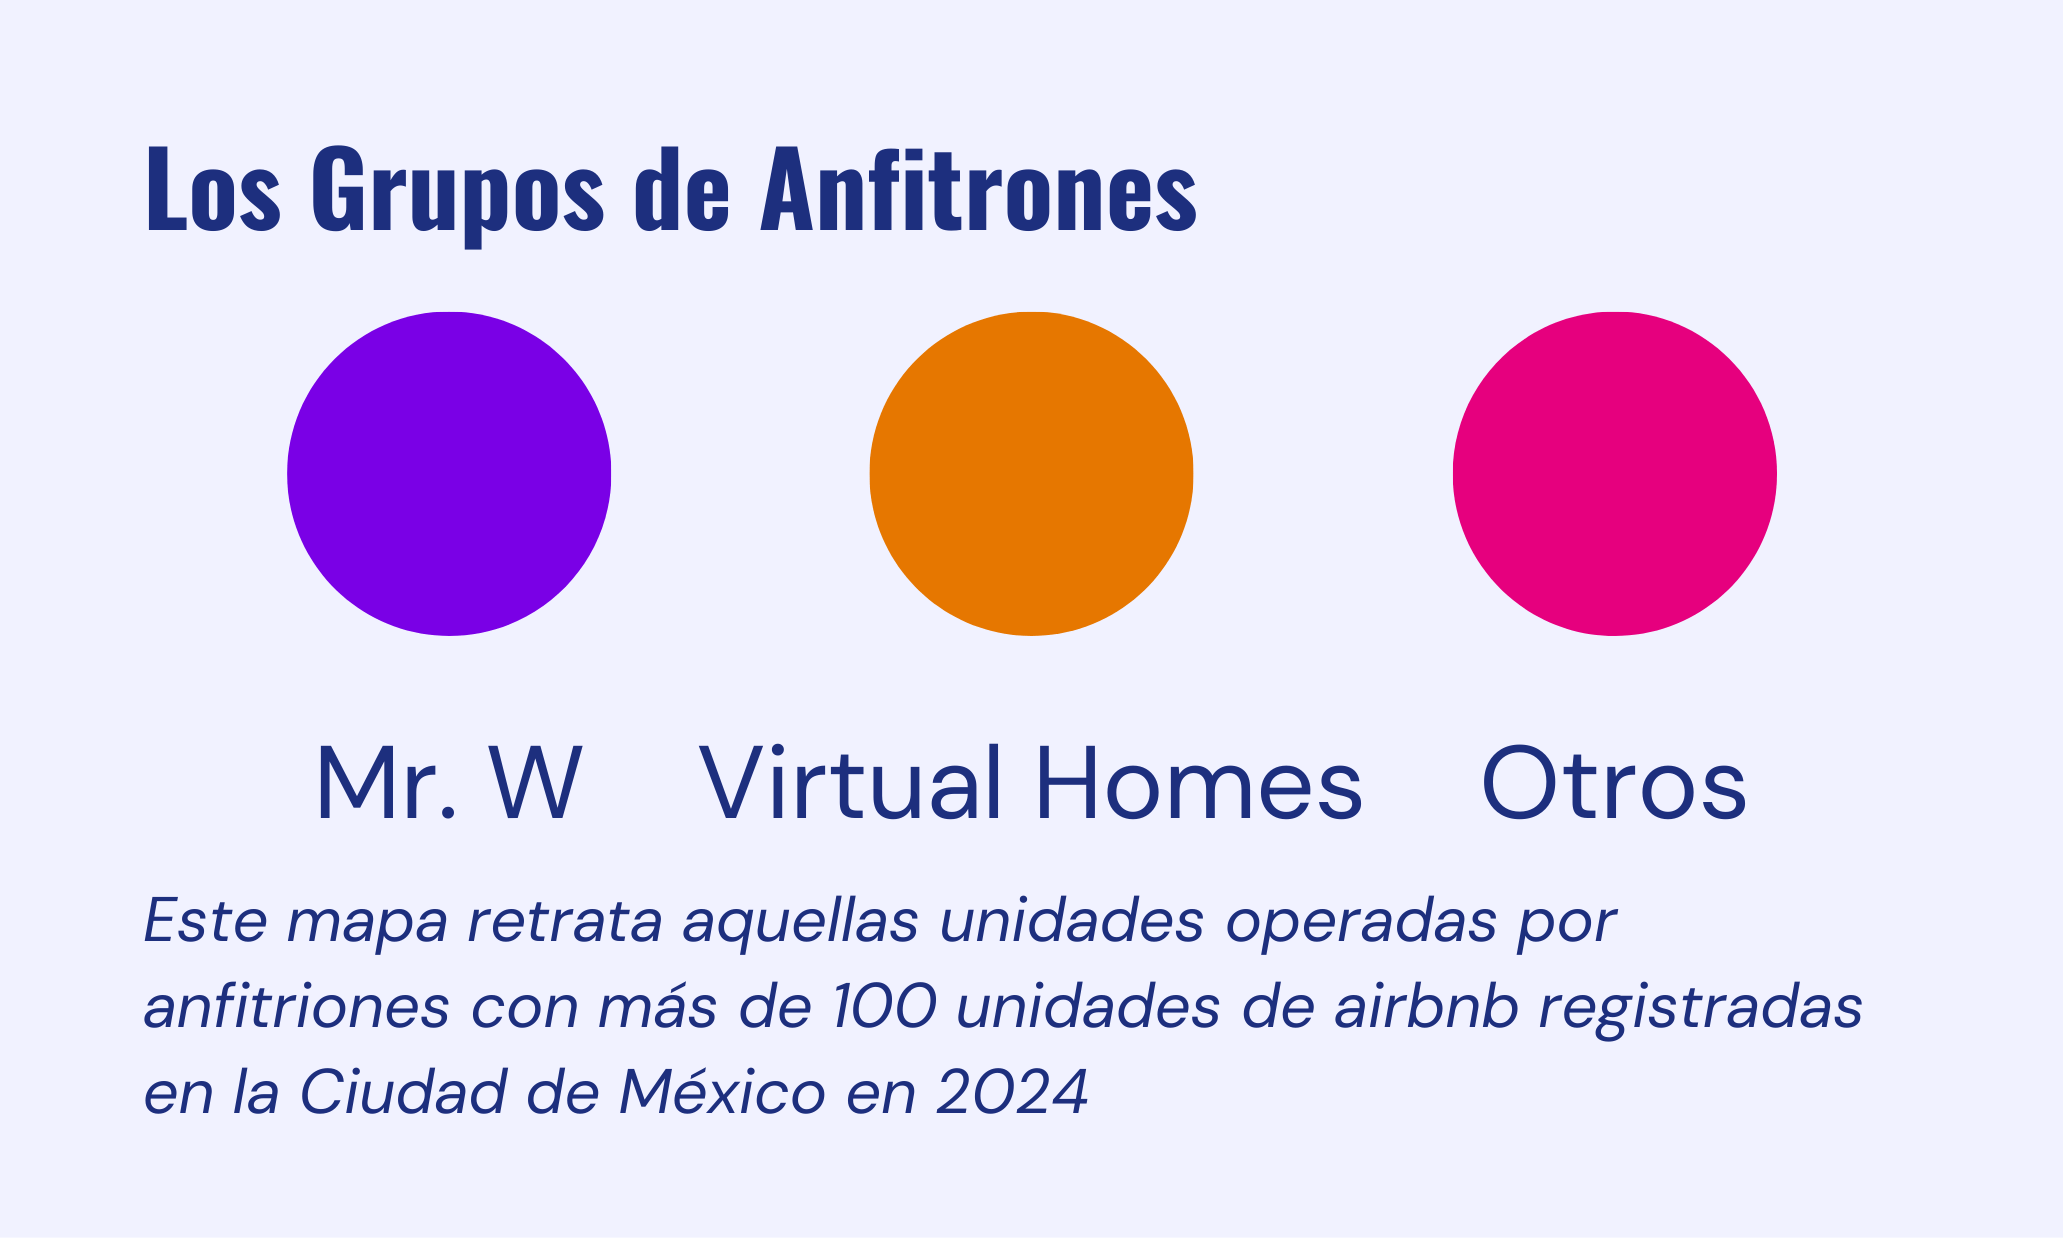 Los Grupos de Anfitrones
Mr. W Virtual Homes Otros
Este mapa retrata aquellas unidades operadas por
anfitriones con más de 100 unidades de airbnb registradas
en la Ciudad de México en 2024